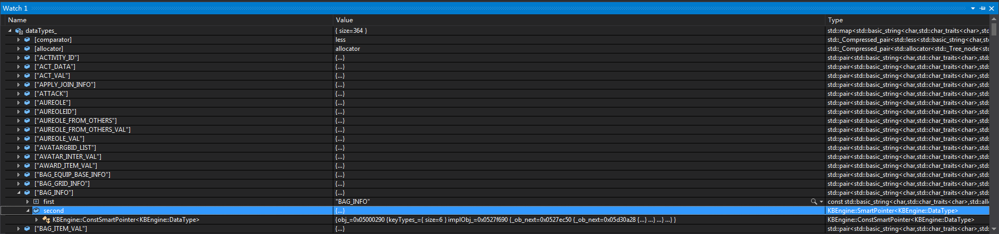 Watch 1
Name Value Type
dataTypes_ { size=364 } std::map<std::basic_string<char,std::char_traits<char>,std
[comparator] less std::_Compressed_pair<std::less<std::basic_string<char,st
[allocator] allocator std::_Compressed_pair<std::allocator<std::_Tree_node<st
["ACTIVITY_ID"] {...} std::pair<std::basic_string<char,std::char_traits<char>,std:
["ACT_DATA"] {...} std::pair<std::basic_string<char,std::char_traits<char>,std:
["ACT_VAL"] {...} std::pair<std::basic_string<char,std::char_traits<char>,std:
["APPLY_JOIN_INFO"] {...} std::pair<std::basic_string<char,std::char_traits<char>,std:
["ATTACK"] {...} std::pair<std::basic_string<char,std::char_traits<char>,std:
["AUREOLE"] {...} std::pair<std::basic_string<char,std::char_traits<char>,std:
["AUREOLEID"] {...} std::pair<std::basic_string<char,std::char_traits<char>,std:
["AUREOLE_FROM_OTHERS"] {...} std::pair<std::basic_string<char,std::char_traits<char>,std:
["AUREOLE_FROM_OTHERS_VAL"] {...} std::pair<std::basic_string<char,std::char_traits<char>,std:
["AUREOLE_VAL"] {...} std::pair<std::basic_string<char,std::char_traits<char>,std:
["AVATARGBID_LIST"] {...} std::pair<std::basic_string<char,std::char_traits<char>,std:
["AVATAR_INTER_VAL"] {...} std::pair<std::basic_string<char,std::char_traits<char>,std:
["AWARD_ITEM_VAL"] {...} std::pair<std::basic_string<char,std::char_traits<char>,std:
["BAG_EQUIP_BASE_INFO"] {...} std::pair<std::basic_string<char,std::char_traits<char>,std:
["BAG_GRID_INFO"] {...} std::pair<std::basic_string<char,std::char_traits<char>,std:
["BAG_INFO"] {...} std::pair<std::basic_string<char,std::char_traits<char>,std:
first "BAG_INFO" const std::basic_string<char,std::char_traits<char>,std::all
second {...} KBEngine::SmartPointer<KBEngine::DataType>
KBEngine::ConstSmartPointer<KBEngine::DataType> {obj_=0x05000290 {keyTypes_={ size=6 } implObj_=0x0527f690 {_ob_next=0x0527ec50 {_ob_next=0x05d30a28 {...} ...} ...} ...} } KBEngine::ConstSmartPointer<KBEngine::DataType>
["BAG_ITEM_VAL"] {...} std::pair<std::basic_string<char,std::char_traits<char>,std: